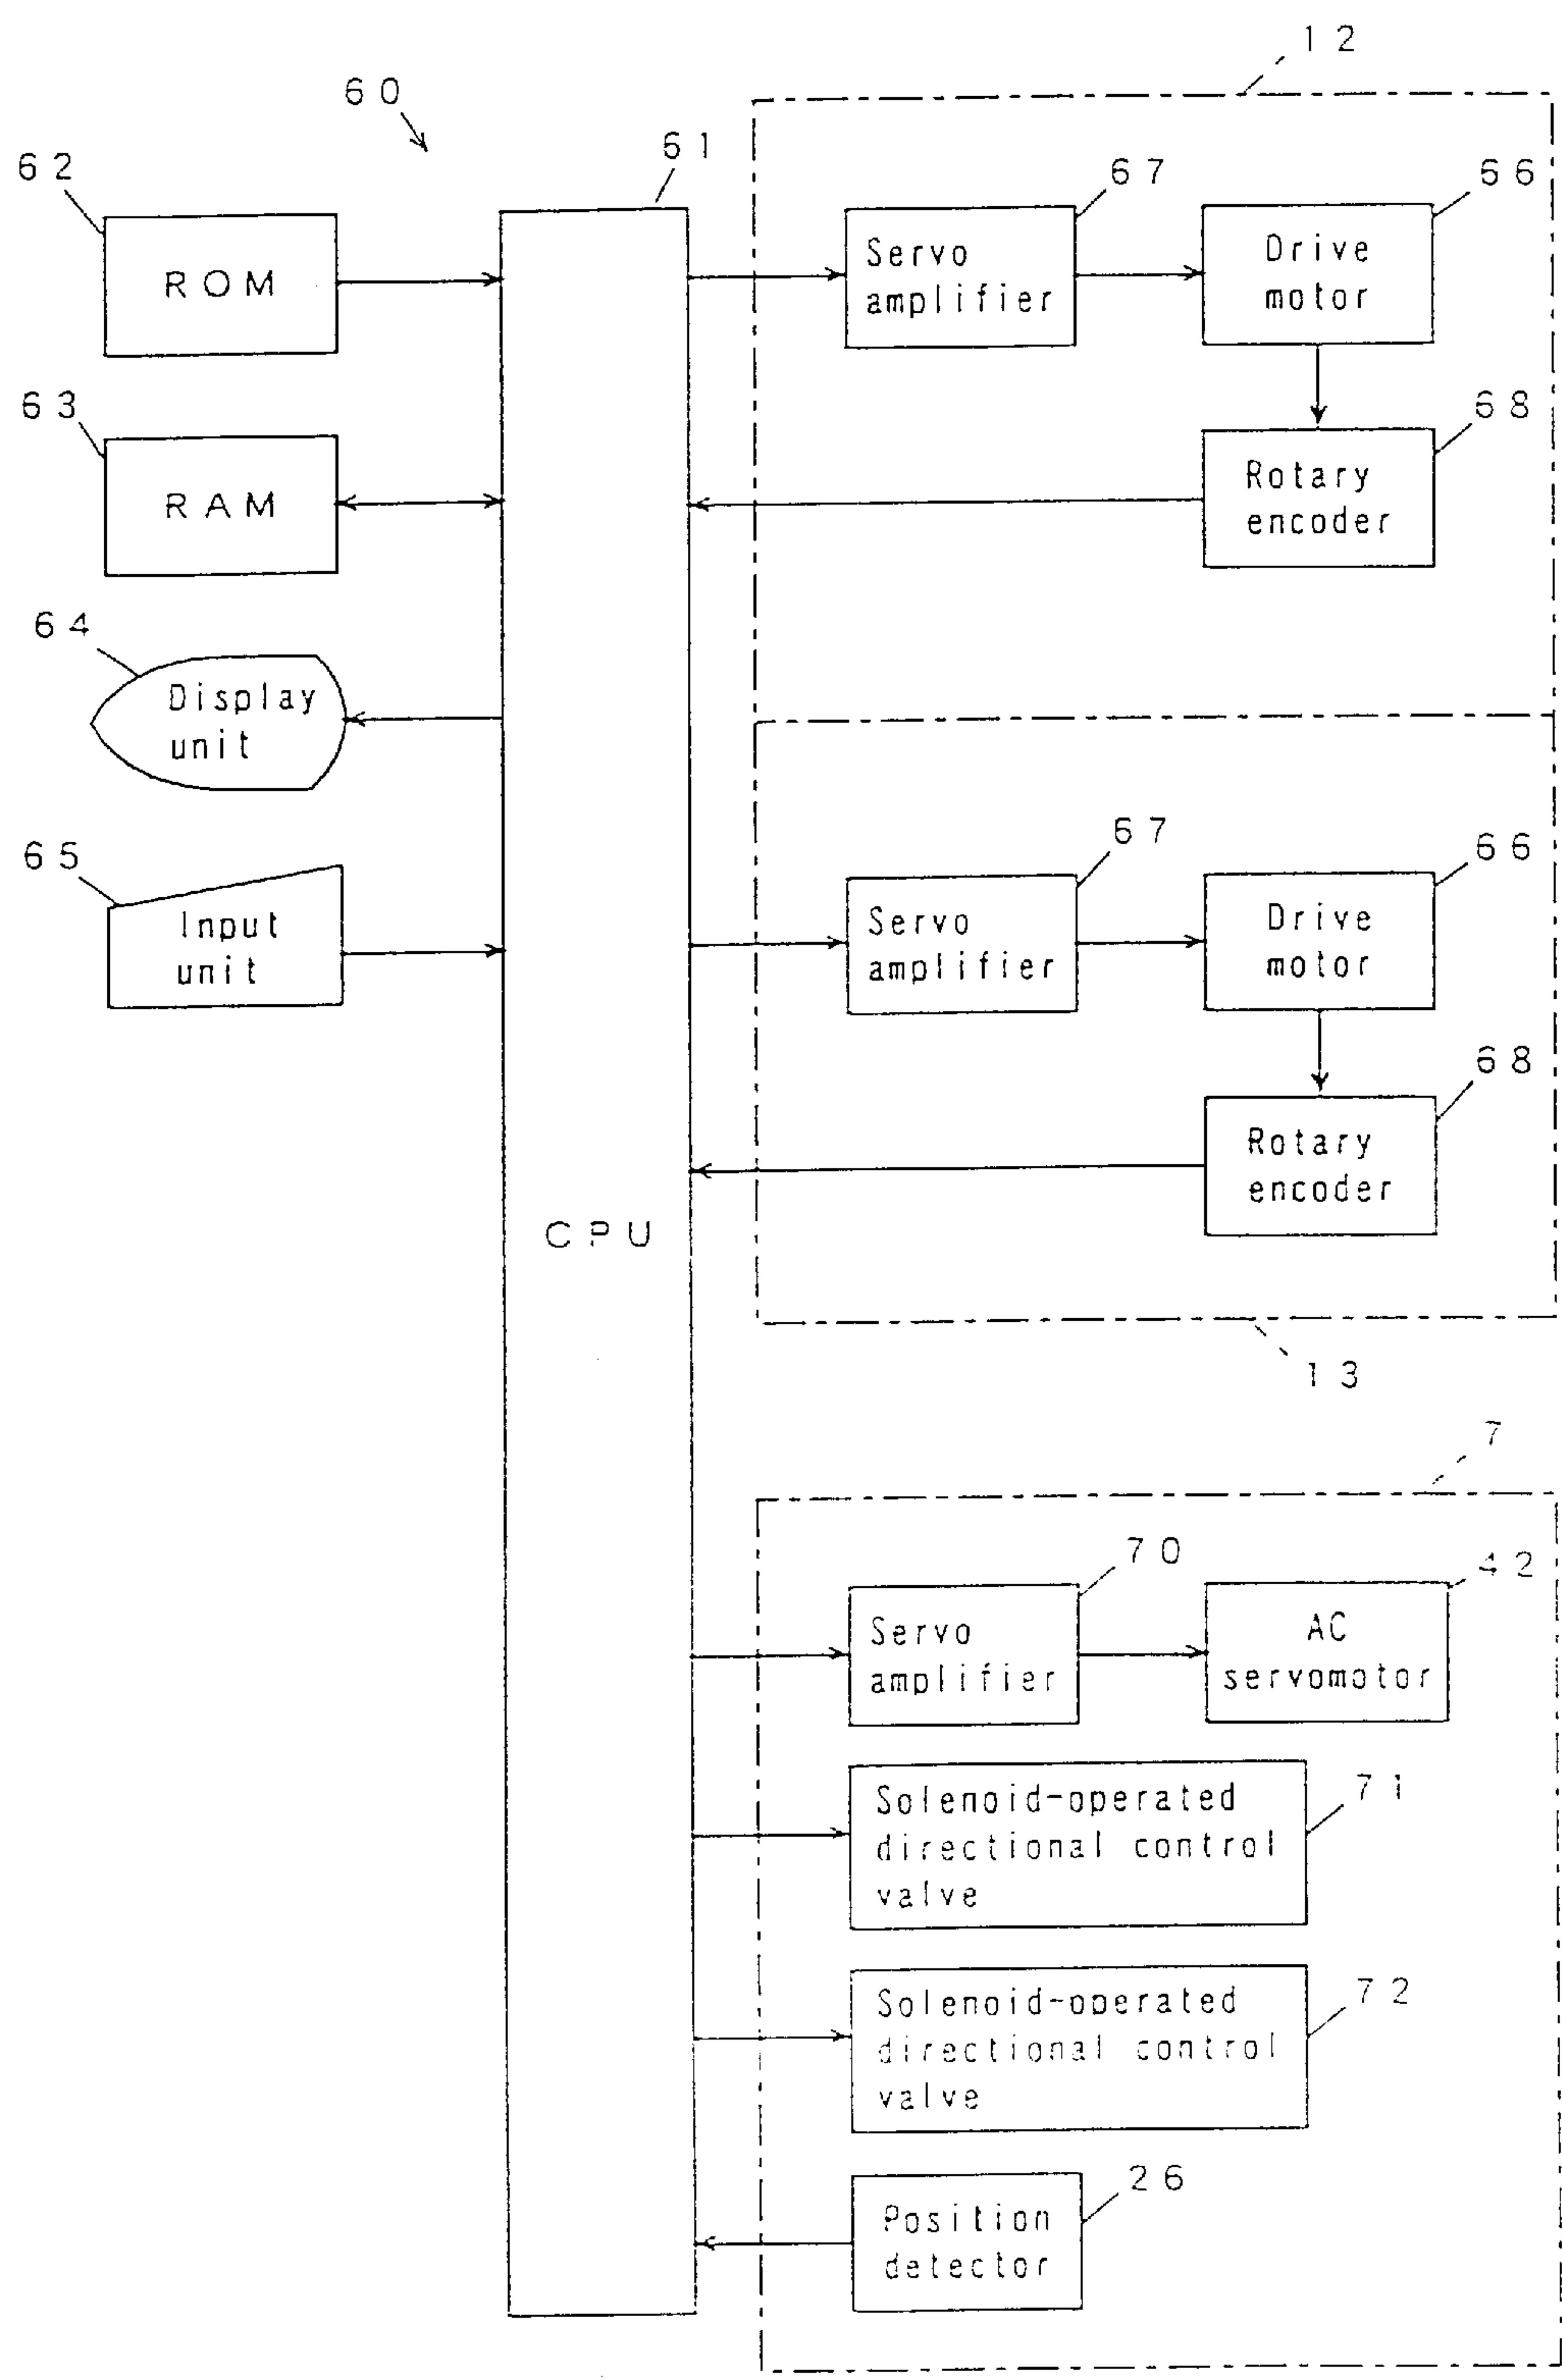 12
60
61
62
67
66
ROM
Servo
amplifier
Drive
motor
63
68
RAM
Rotary
encoder
64
Display
unit
65
67
66
Input
unit
Servo
amplifier
Drive
motor
68
Rotary
encoder
CPU
13
7
70
42
Servo
amplifier
AC
servomotor
71
Solenoid-operated
directional control
valve
72
Solenoid-operated
directional control
valve
26
Position
detector